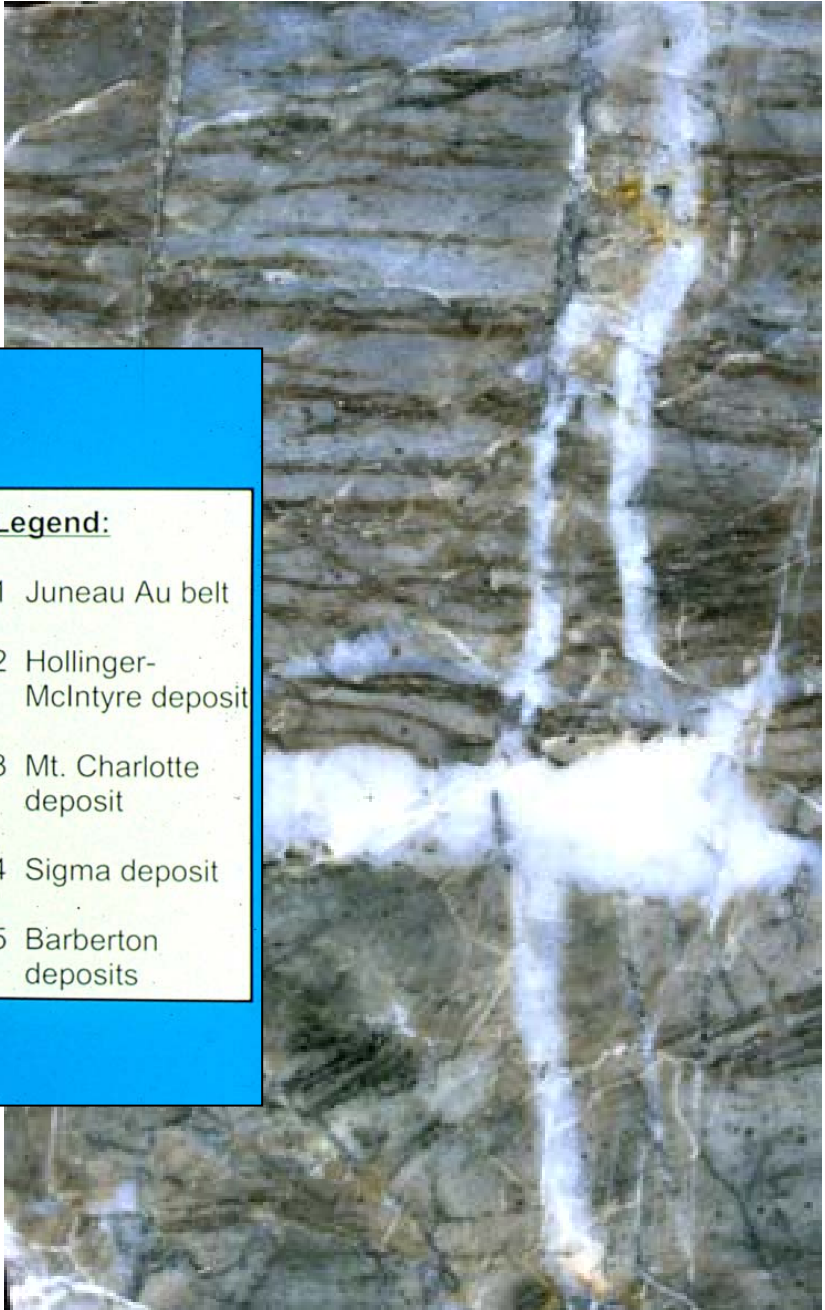 Legend:
1 Juneau Au belt
2 Hollinger-
McIntyre deposit
3 Mt. Charlotte
deposit
4 Sigma deposit
5 Barberton
deposits